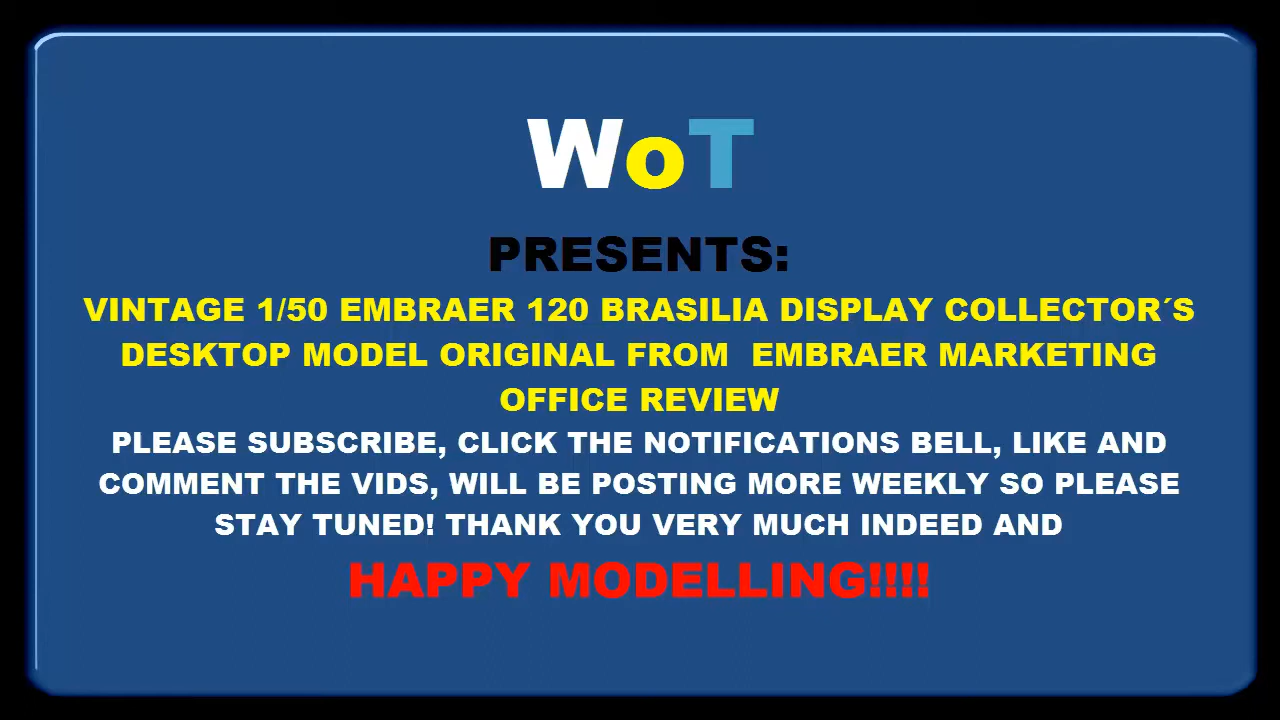 WoT
PRESENTS:
VINTAGE 1/50 EMBRAER 120 BRASILIA DISPLAY COLLECTOR´S
DESKTOP MODEL ORIGINAL FROM  EMBRAER MARKETING
OFFICE REVIEW
PLEASE SUBSCRIBE, CLICK THE NOTIFICATIONS BELL, LIKE AND
COMMENT THE VIDS, WILL BE POSTING MORE WEEKLY SO PLEASE
STAY TUNED! THANK YOU VERY MUCH INDEED AND
HAPPY MODELLING!!!!